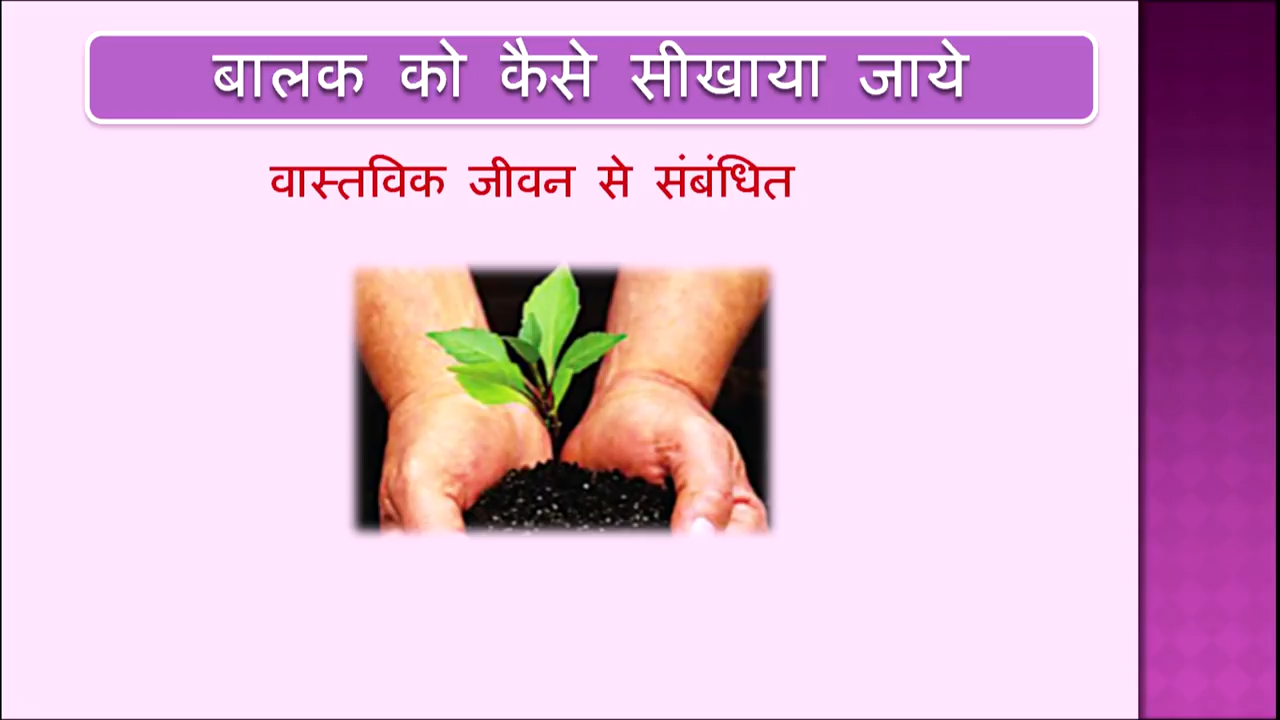 बालक को कैसे सीखाया जाये
वास्तविक जीवन से संबंधित